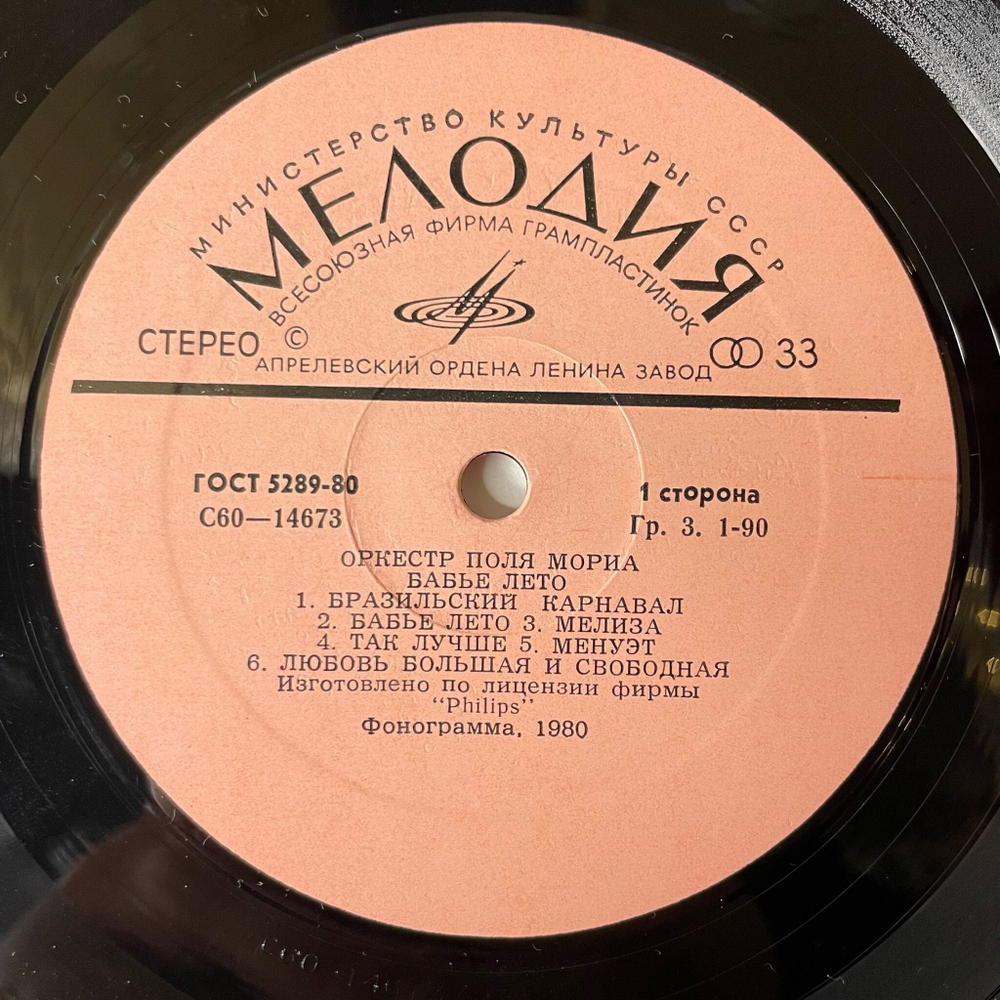 МИНИСТЕРСТВО КУЛЬТУРЫ СССР
МЕЛОДИЯ
ВСЕСОЮЗНАЯ ФИРМА ГРАМПЛАСТИНОК
СТЕРЕО © 33
АПРЕЛЕВСКИЙ ОРДЕНА ЛЕНИНА ЗАВОД
ГОСТ 5289-80 1 сторона
С60—14673 Гр. 3. 1-90
ОРКЕСТР ПОЛЯ МОРИА
БАБЬЕ ЛЕТО
1. БРАЗИЛЬСКИЙ КАРНАВАЛ
2. БАБЬЕ ЛЕТО 3. МЕЛИЗА
4. ТАК ЛУЧШЕ 5. МЕНУЭТ
6. ЛЮБОВЬ БОЛЬШАЯ И СВОБОДНАЯ
Изготовлено по лицензии фирмы
"Philips"
Фонограмма, 1980